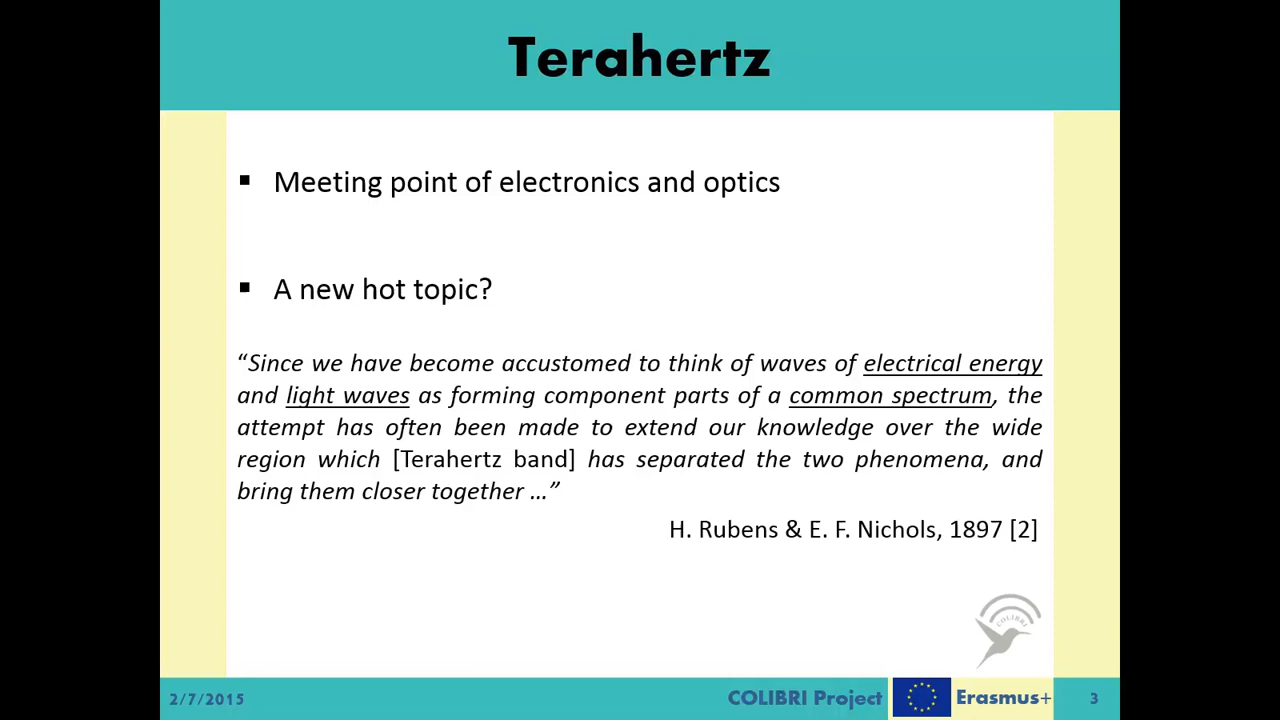 Terahertz
▪ Meeting point of electronics and optics
▪ A new hot topic?
“Since we have become accustomed to think of waves of electrical energy
and light waves as forming component parts of a common spectrum, the
attempt has often been made to extend our knowledge over the wide
region which [Terahertz band] has separated the two phenomena, and
bring them closer together …”
H. Rubens & E. F. Nichols, 1897 [2]
COLIBRI
2/7/2015 COLIBRI Project Erasmus+ 3